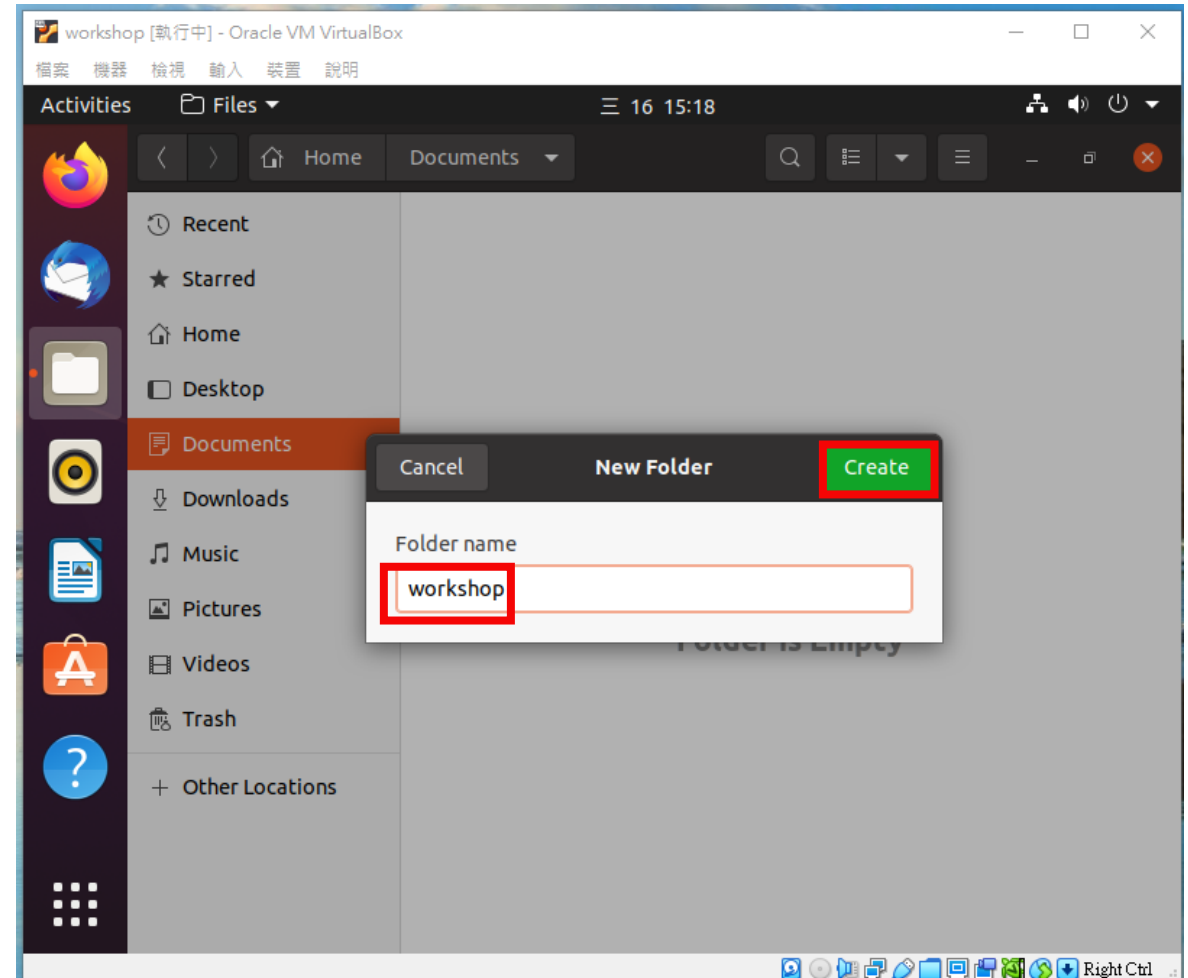 workshop [執行中] - Oracle VM VirtualBox
檔案 機器 檢視 輸入 裝置 說明
Activities Files 三 16 15:18
Home Documents
Recent
Starred
Home
Desktop
Documents
Downloads
Music
Pictures
Videos
Trash
+ Other Locations
Cancel New Folder Create
Folder name
workshop
Folder is Empty
Right Ctrl